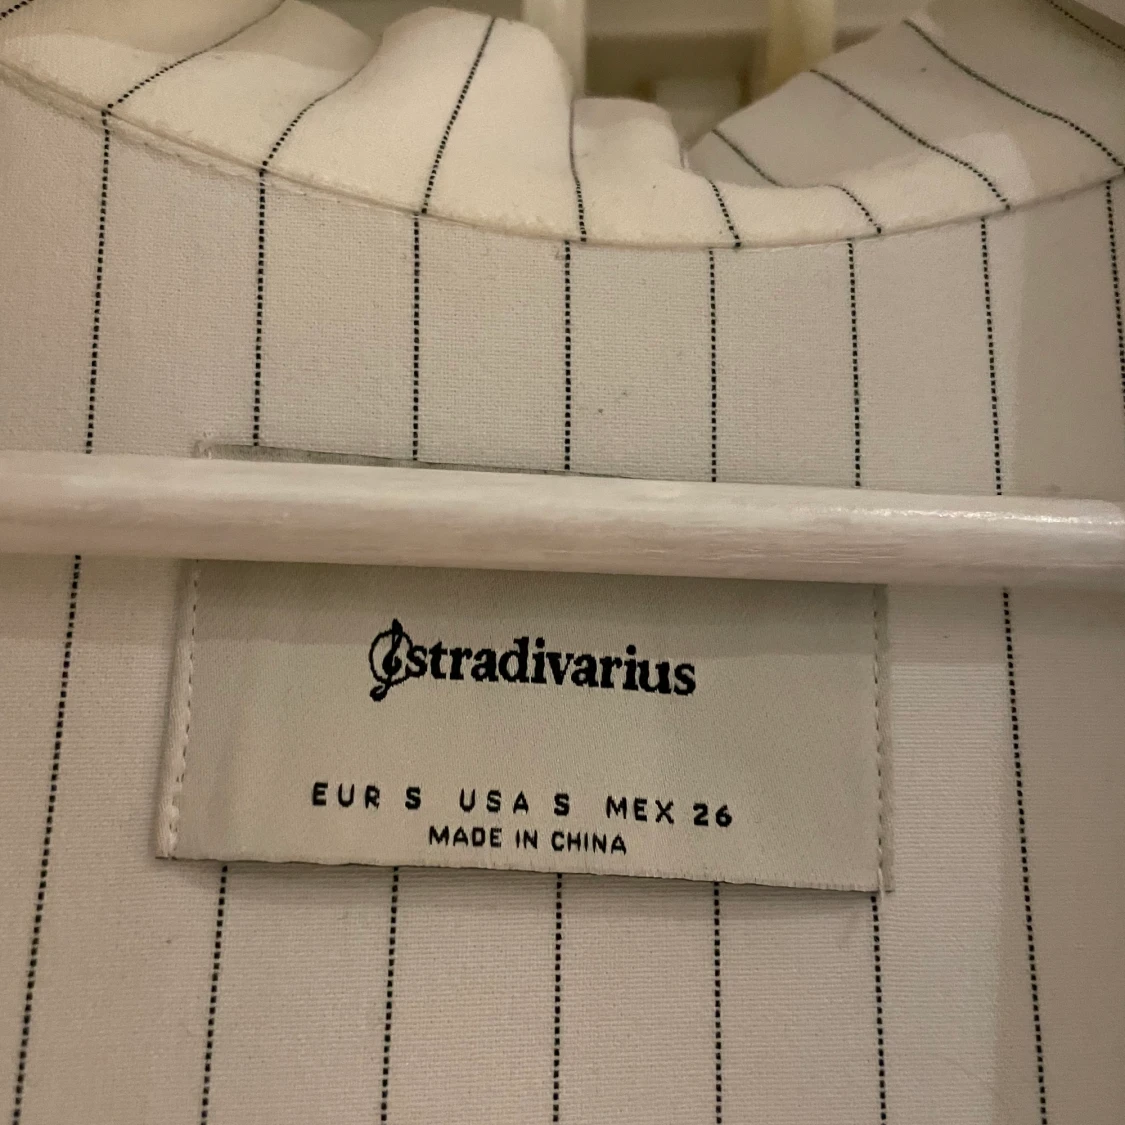 stradivarius
EUR S USA S MEX 26
MADE IN CHINA